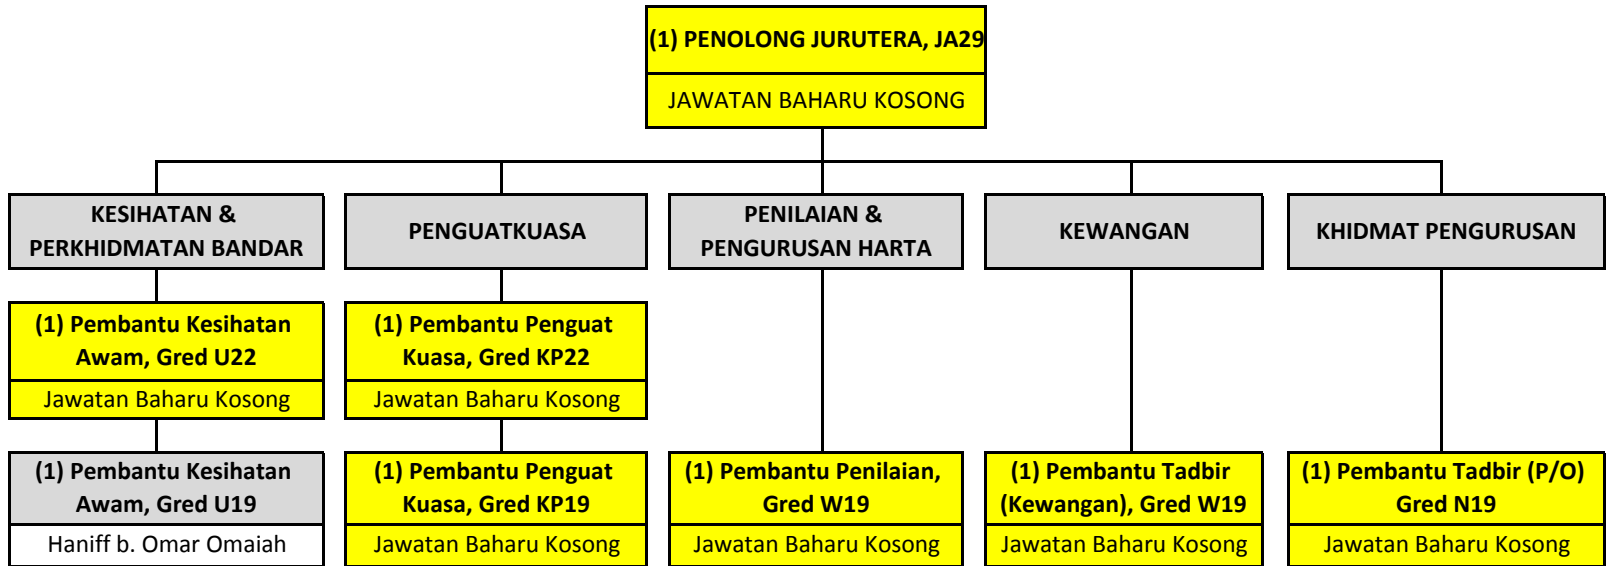 (1) PENOLONG JURUTERA, JA29
JAWATAN BAHARU KOSONG
KESIHATAN &
PERKHIDMATAN BANDAR
PENGUATKUASA
PENILAIAN &
PENGURUSAN HARTA
KEWANGAN
KHIDMAT PENGURUSAN
(1) Pembantu Kesihatan
Awam, Gred U22
Jawatan Baharu Kosong
(1) Pembantu Penguat
Kuasa, Gred KP22
Jawatan Baharu Kosong
(1) Pembantu Kesihatan
Awam, Gred U19
Haniff b. Omar Omaiah
(1) Pembantu Penguat
Kuasa, Gred KP19
Jawatan Baharu Kosong
(1) Pembantu Penilaian,
Gred W19
Jawatan Baharu Kosong
(1) Pembantu Tadbir
(Kewangan), Gred W19
Jawatan Baharu Kosong
(1) Pembantu Tadbir (P/O)
Gred N19
Jawatan Baharu Kosong